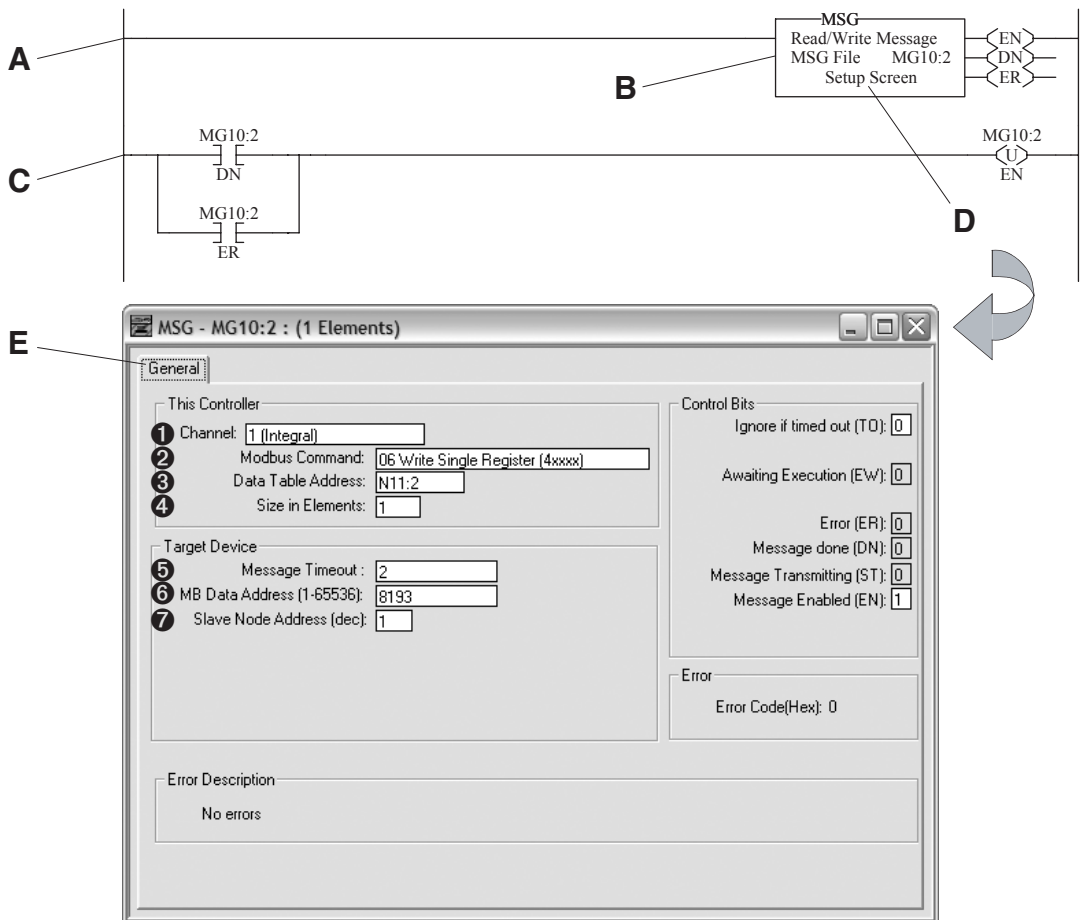 MSG
A
Read/Write Message
EN
MSG File MG10:2
DN
B
Setup Screen
ER
MG10:2
MG10:2
U
C
DN
EN
MG10:2
D
ER
E
MSG - MG10:2 : (1 Elements)
General
This Controller
1 Channel: 1 (Integral)
2 Modbus Command: 06 Write Single Register (4xxxx)
3 Data Table Address: N11:2
4 Size in Elements: 1
Target Device
5 Message Timeout : 2
6 MB Data Address (1-65536): 8193
7 Slave Node Address (dec): 1
Control Bits
Ignore if timed out (TO): 0
Awaiting Execution (EW): 0
Error (ER): 0
Message done (DN): 0
Message Transmitting (ST): 0
Message Enabled (EN): 1
Error
Error Code(Hex): 0
Error Description
No errors